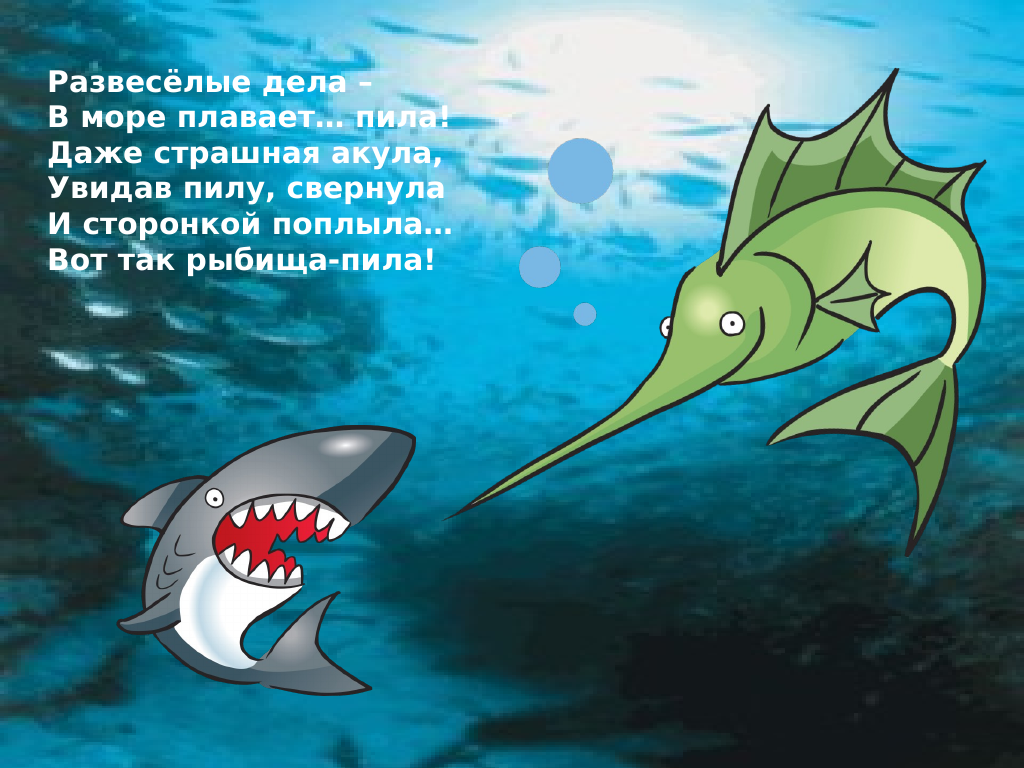 Развесёлые дела –
В море плавает… пила!
Даже страшная акула,
Увидав пилу, свернула
И сторонкой поплыла…
Вот так рыбища-пила!